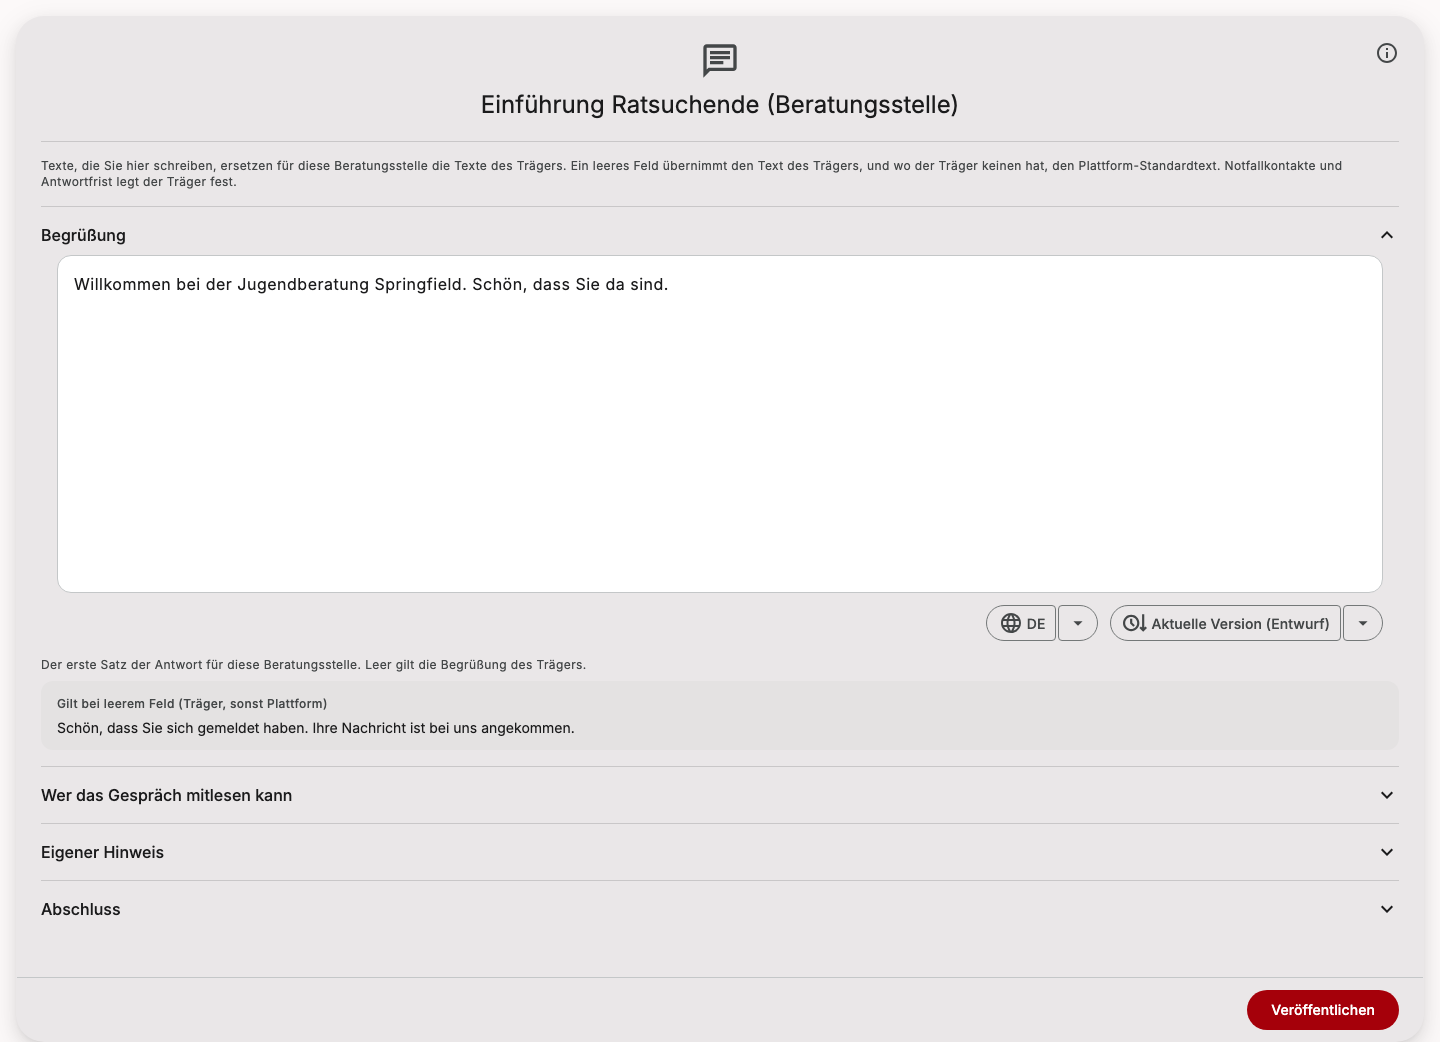 Einführung Ratsuchende (Beratungsstelle)
Texte, die Sie hier schreiben, ersetzen für diese Beratungsstelle die Texte des Trägers. Ein leeres Feld übernimmt den Text des Trägers, und wo der Träger keinen hat, den Plattform-Standardtext. Notfallkontakte und
Antwortfrist legt der Träger fest.
Begrüßung
Willkommen bei der Jugendberatung Springfield. Schön, dass Sie da sind.
DE
Aktuelle Version (Entwurf)
Der erste Satz der Antwort für diese Beratungsstelle. Leer gilt die Begrüßung des Trägers.
Gilt bei leerem Feld (Träger, sonst Plattform)
Schön, dass Sie sich gemeldet haben. Ihre Nachricht ist bei uns angekommen.
Wer das Gespräch mitlesen kann
Eigener Hinweis
Abschluss
Veröffentlichen